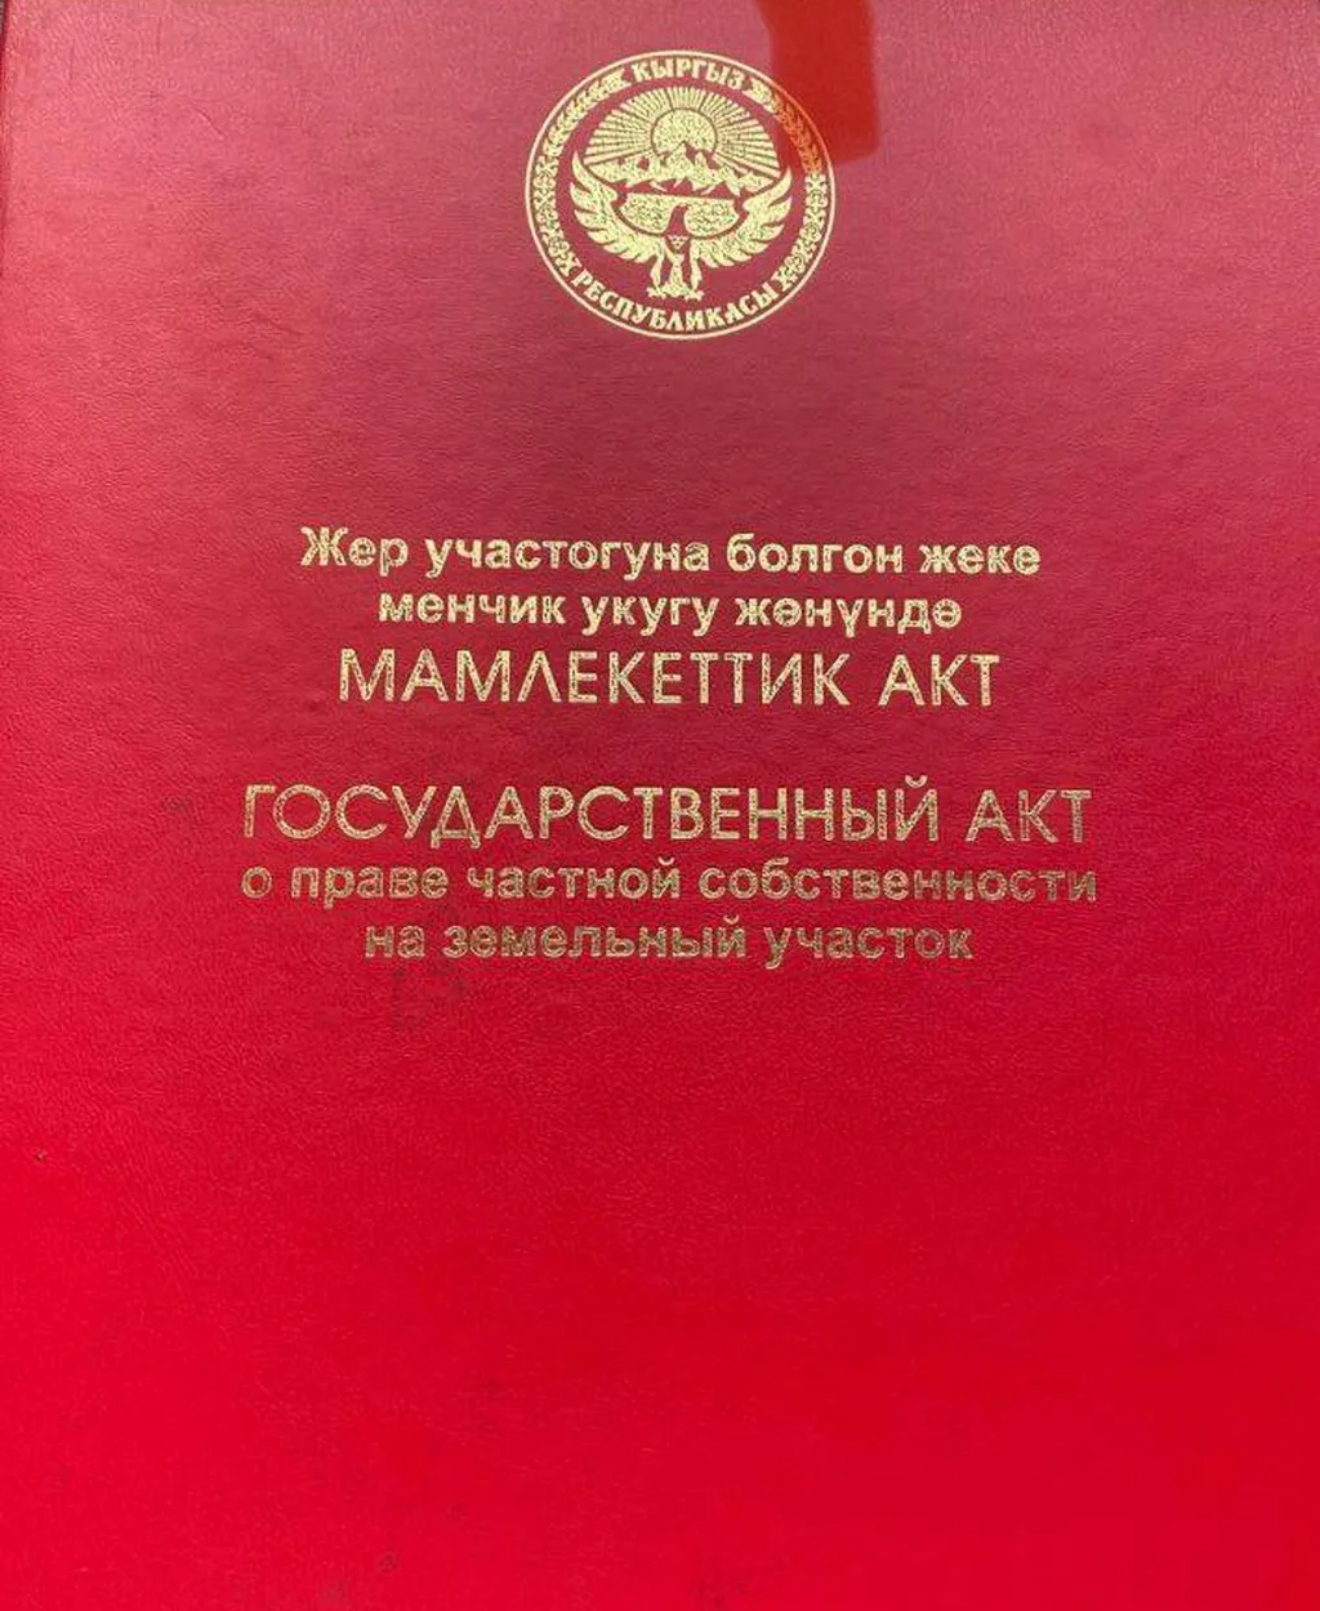 КЫРГЫЗ
РЕСПУБЛИКАСЫ
Жер участогуна болгон жеке
менчик укугу жөнүндө
МАМЛЕКЕТТИК АКТ
ГОСУДАРСТВЕННЫЙ АКТ
о праве частной собственности
на земельный участок